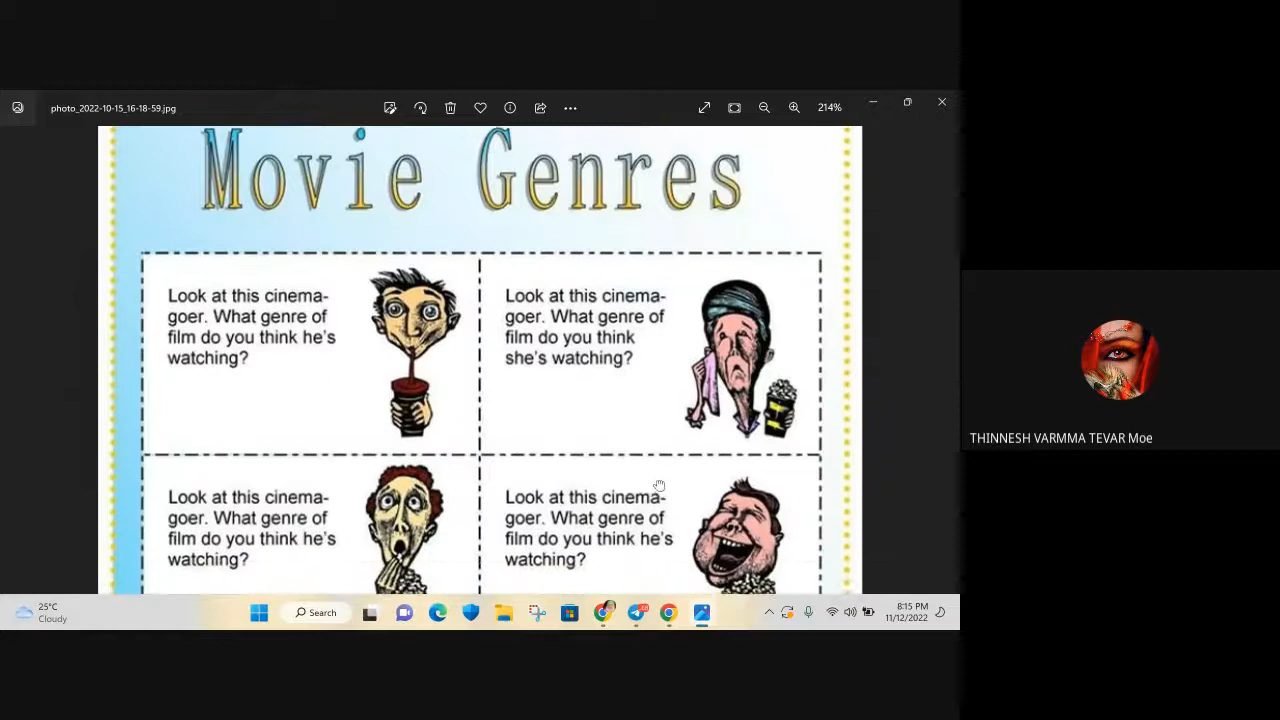 photo_2022-10-15_16-18-59.jpg
214%
Movie Genres
Look at this cinema-
goer. What genre of
film do you think he's
watching?
Look at this cinema-
goer. What genre of
film do you think
she's watching?
Look at this cinema-
goer. What genre of
film do you think he's
watching?
Look at this cinema-
goer. What genre of
film do you think he's
watching?
THINNESH VARMMA TEVAR Moe
25°C
Cloudy
Search
8:15 PM
11/12/2022